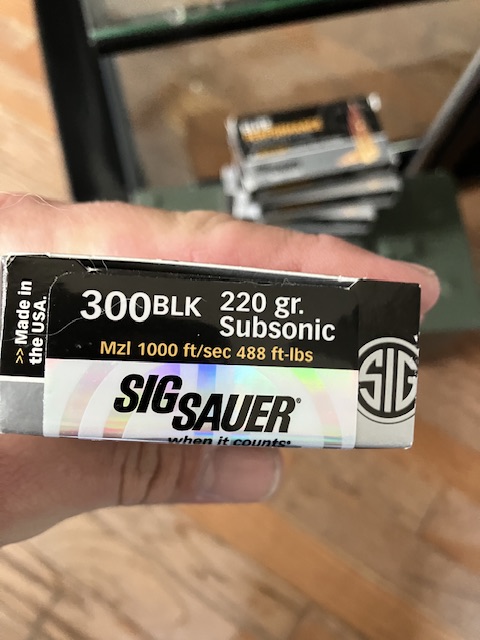 >> Made in
the USA.
300BLK 220 gr.
Subsonic
Mzl 1000 ft/sec 488 ft-lbs
SIG SAUER®
when it counts®
SIG